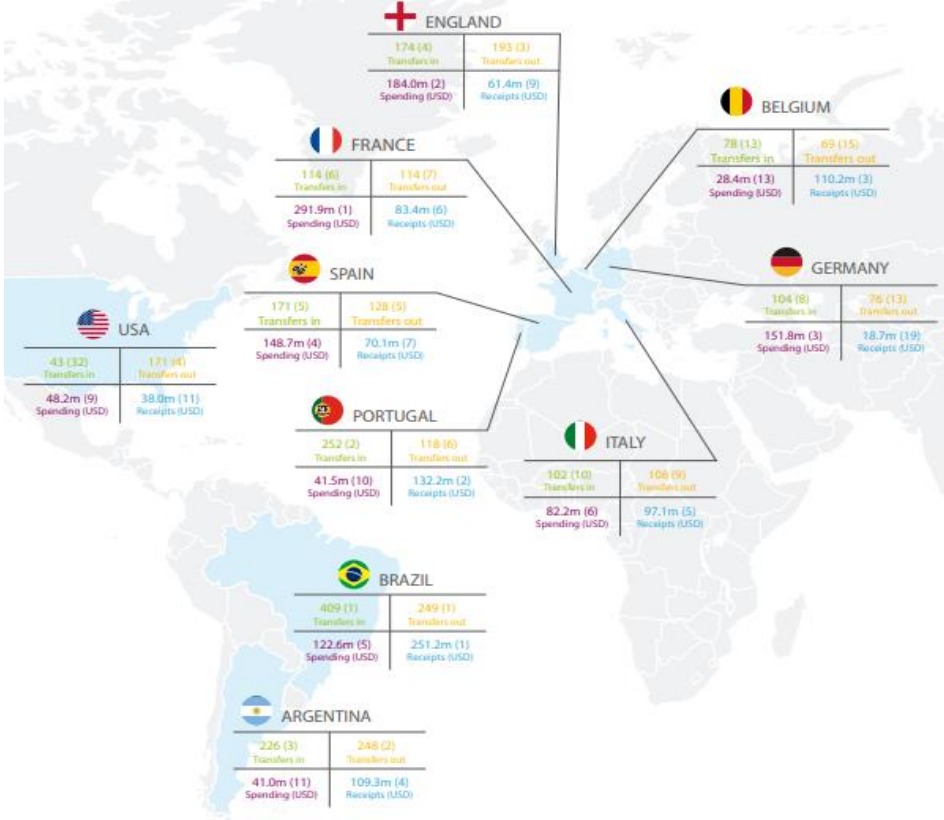 ENGLAND
174 (4) 193 (3)
Transfers in Transfers out
184.0m (2) 61.4m (9)
Spending (USD) Receipts (USD)
BELGIUM
78 (13) 69 (15)
Transfers in Transfers out
28.4m (13) 110.2m (3)
Spending (USD) Receipts (USD)
FRANCE
114 (6) 114 (7)
Transfers in Transfers out
291.9m (1) 83.4m (6)
Spending (USD) Receipts (USD)
SPAIN
171 (5) 128 (5)
Transfers in Transfers out
148.7m (4) 70.1m (7)
Spending (USD) Receipts (USD)
GERMANY
104 (8) 76 (13)
Transfers in Transfers out
151.8m (3) 18.7m (19)
Spending (USD) Receipts (USD)
USA
43 (32) 171 (4)
Transfers in Transfers out
48.2m (9) 38.0m (11)
Spending (USD) Receipts (USD)
PORTUGAL
252 (2) 118 (6)
Transfers in Transfers out
41.5m (10) 132.2m (2)
Spending (USD) Receipts (USD)
ITALY
102 (10) 106 (9)
Transfers in Transfers out
82.2m (6) 97.1m (5)
Spending (USD) Receipts (USD)
BRAZIL
409 (1) 249 (1)
Transfers in Transfers out
122.6m (5) 251.2m (1)
Spending (USD) Receipts (USD)
ARGENTINA
226 (3) 248 (2)
Transfers in Transfers out
41.0m (11) 109.3m (4)
Spending (USD) Receipts (USD)